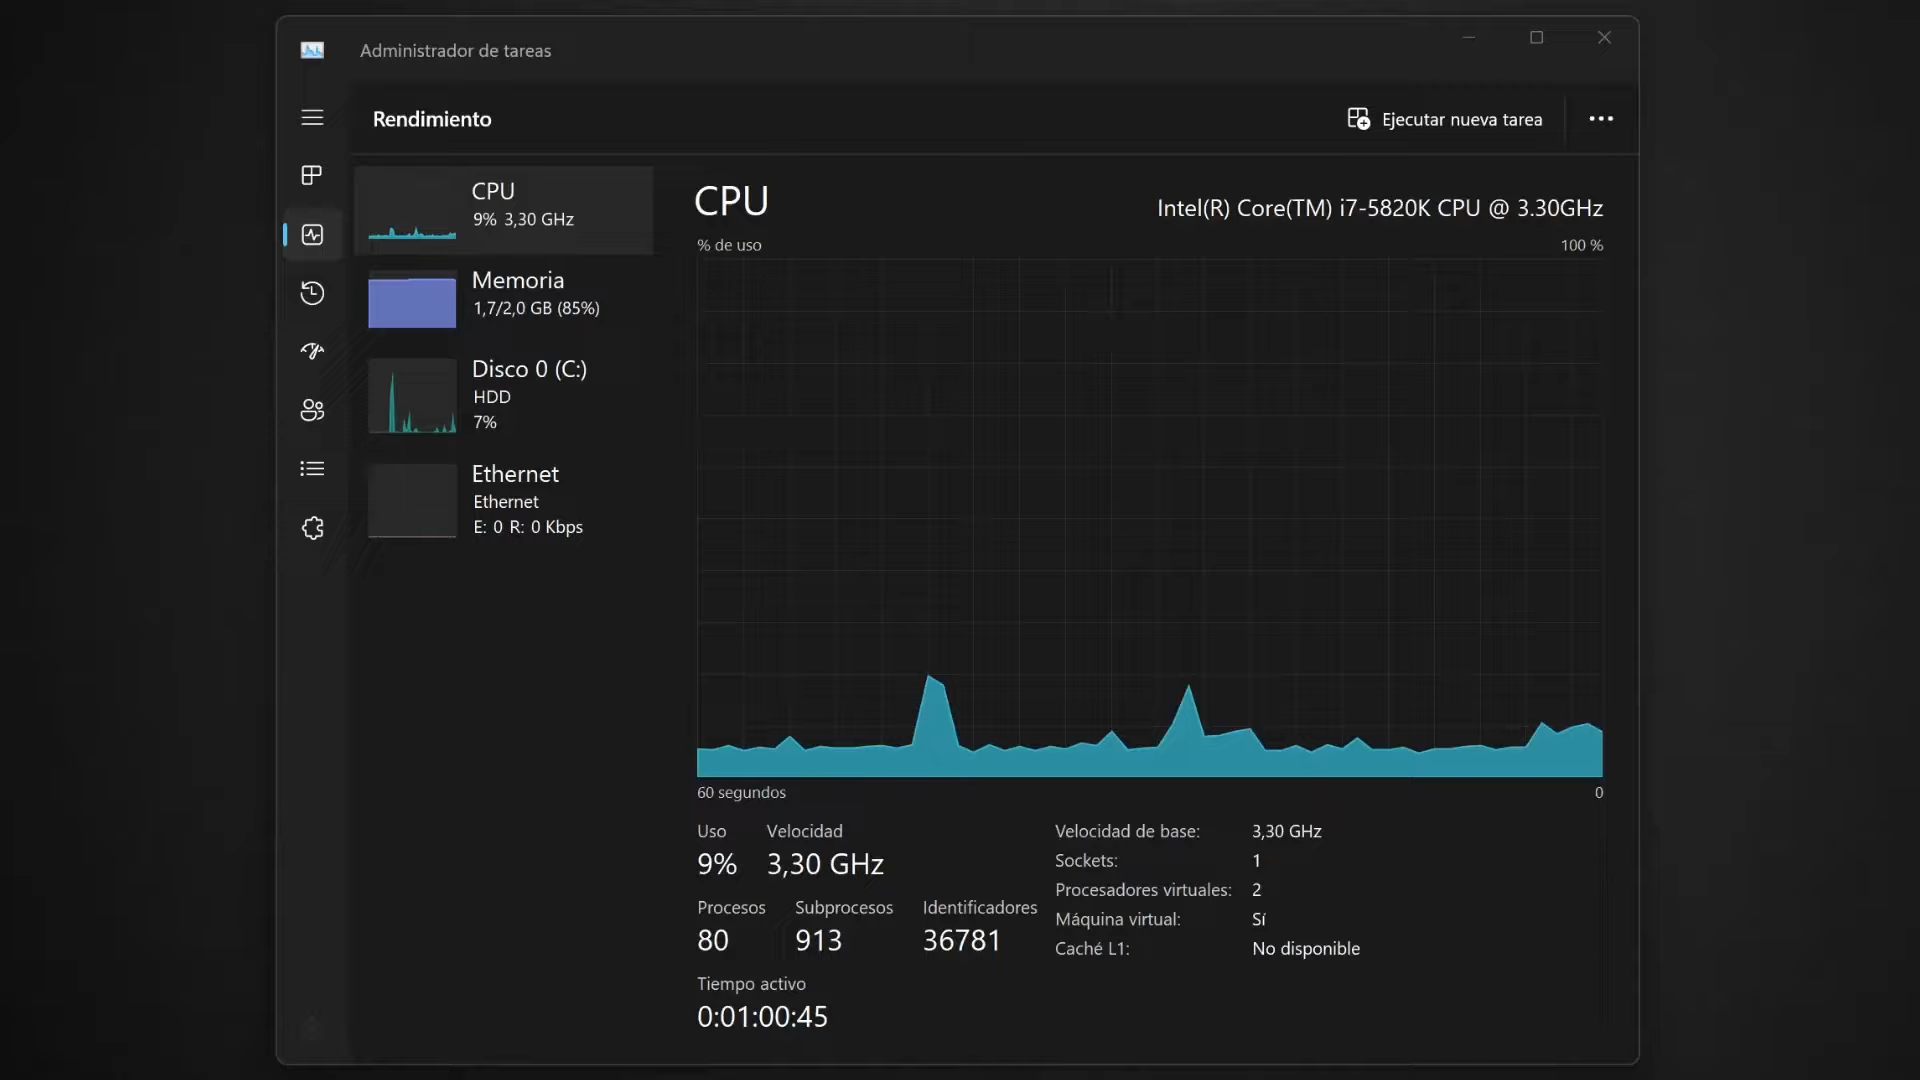 Administrador de tareas
Rendimiento
Ejecutar nueva tarea
CPU
9% 3,30 GHz
Memoria
1,7/2,0 GB (85%)
Disco 0 (C:)
HDD
7%
Ethernet
Ethernet
E: 0 R: 0 Kbps
CPU
Intel(R) Core(TM) i7-5820K CPU @ 3.30GHz
% de uso
100 %
60 segundos
0
Uso
Velocidad
9%
3,30 GHz
Procesos
Subprocesos
Identificadores
80
913
36781
Tiempo activo
0:01:00:45
Velocidad de base:
3,30 GHz
Sockets:
1
Procesadores virtuales:
2
Máquina virtual:
Sí
Caché L1:
No disponible